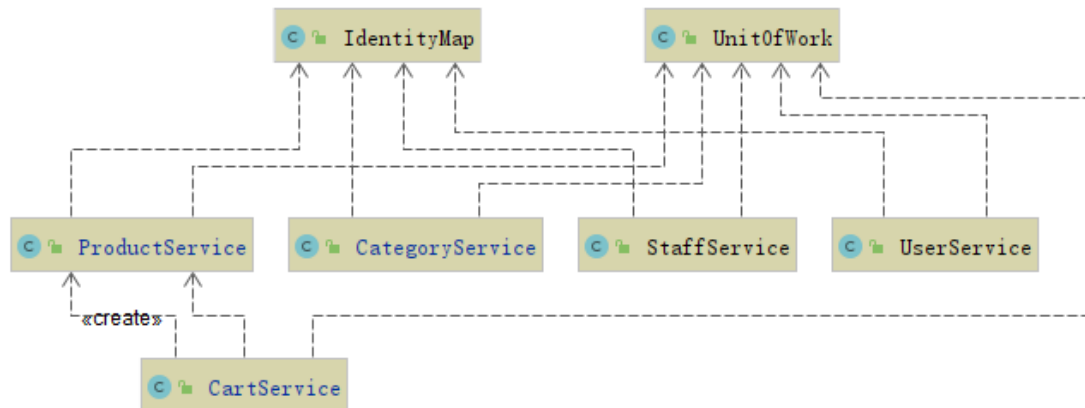 C IdentityMap
C UnitOfWork
C ProductService
C CategoryService
C StaffService
C UserService
«create»
C CartService